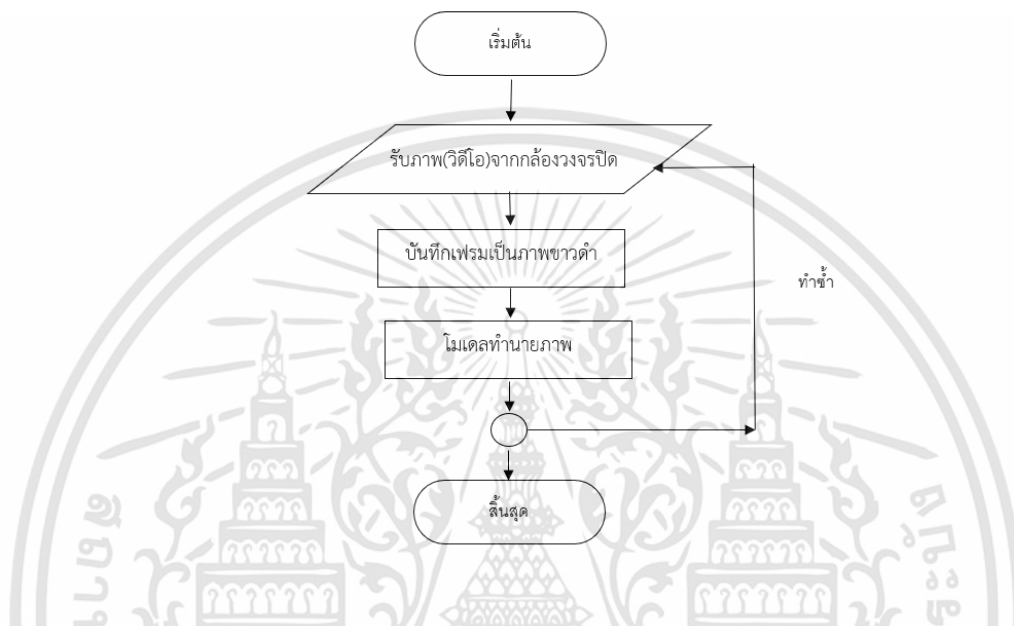 เริ่มต้น
รับภาพ(วิดีโอ)จากกล้องวงจรปิด
บันทึกเฟรมเป็นภาพขาวดำ
ทำซ้ำ
โมเดลทำนายภาพ
สิ้นสุด